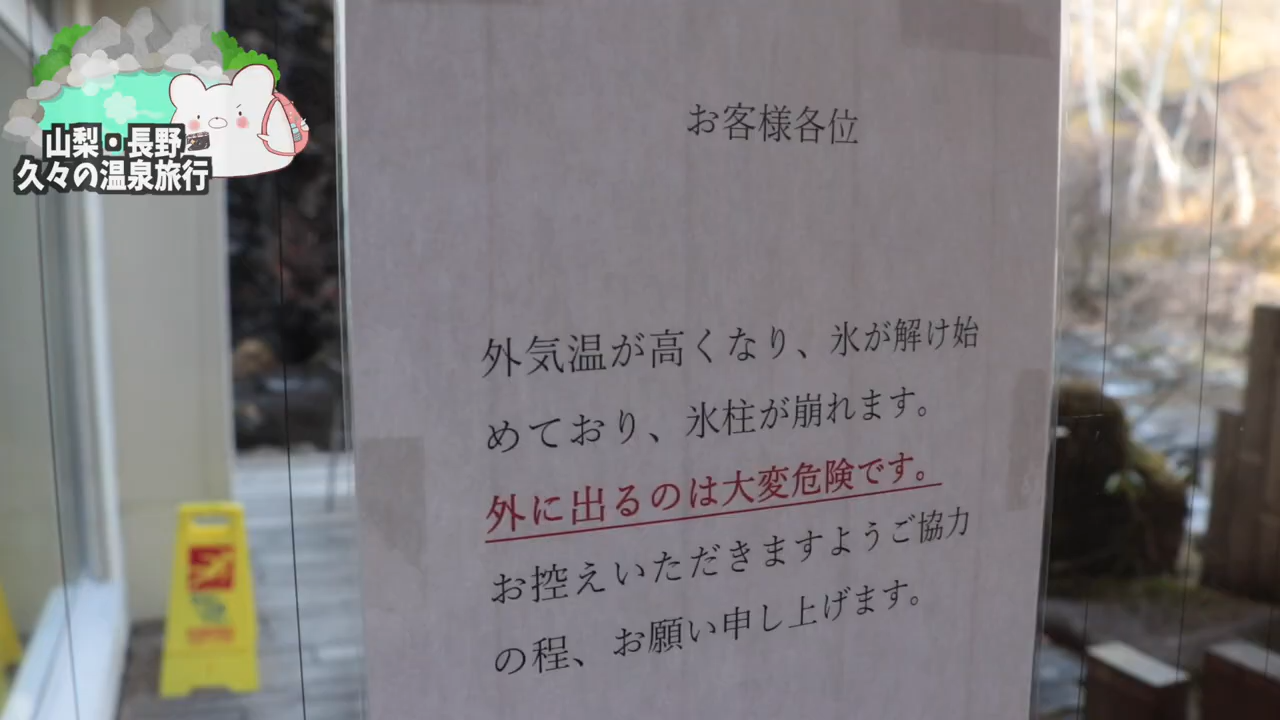 山梨・長野
久々の温泉旅行
お客様各位
外気温が高くなり、氷が解け始
めており、氷柱が崩れます。
外に出るのは大変危険です。
お控えいただきますようご協力
の程、お願い申し上げます。